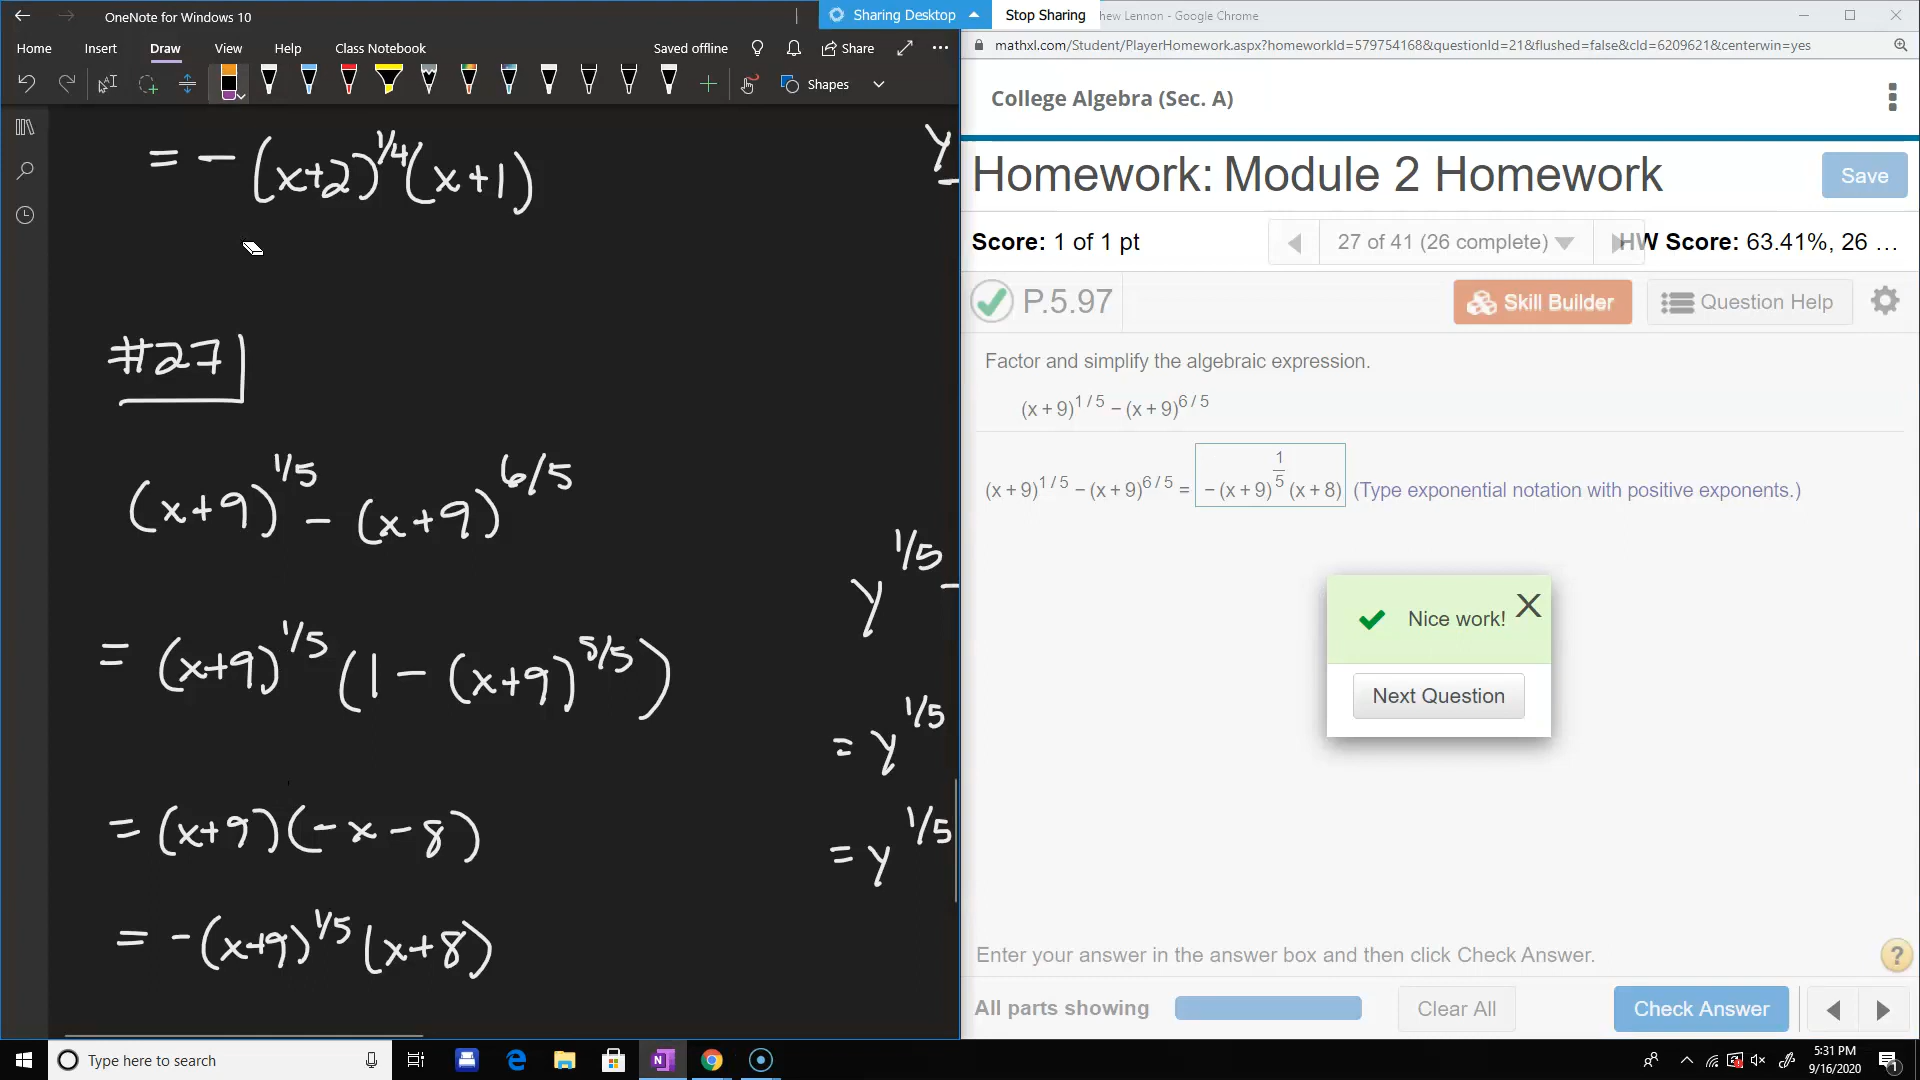 OneNote for Windows 10
Sharing Desktop
Stop Sharing
hew Lennon - Google Chrome
Home Insert Draw View Help Class Notebook Saved offline Share
mathxl.com/Student/PlayerHomework.aspx?homeworkId=579754168&questionId=21&flushed=false&cId=6209621&centerwin=yes
Shapes
College Algebra (Sec. A)
= -(x+2)^1/4 (x+1)
y
Homework: Module 2 Homework
Save
Score: 1 of 1 pt
27 of 41 (26 complete)
HW Score: 63.41%, 26 ...
P.5.97
Skill Builder
Question Help
#27
Factor and simplify the algebraic expression.
(x+9)^1/5 - (x+9)^6/5
(x+9)^1/5 - (x+9)^6/5 = -(x+9)^1/5 (x+8) (Type exponential notation with positive exponents.)
(x+9)^1/5 - (x+9)^6/5
y^1/5 -
= (x+9)^1/5 (1 - (x+9)^5/5)
= y^1/5
= (x+9)(-x-8)
= y^1/5
= -(x+9)^1/5 (x+8)
Nice work!
X
Next Question
Enter your answer in the answer box and then click Check Answer.
?
All parts showing
Clear All
Check Answer
Type here to search
N
5:31 PM
9/16/2020
1